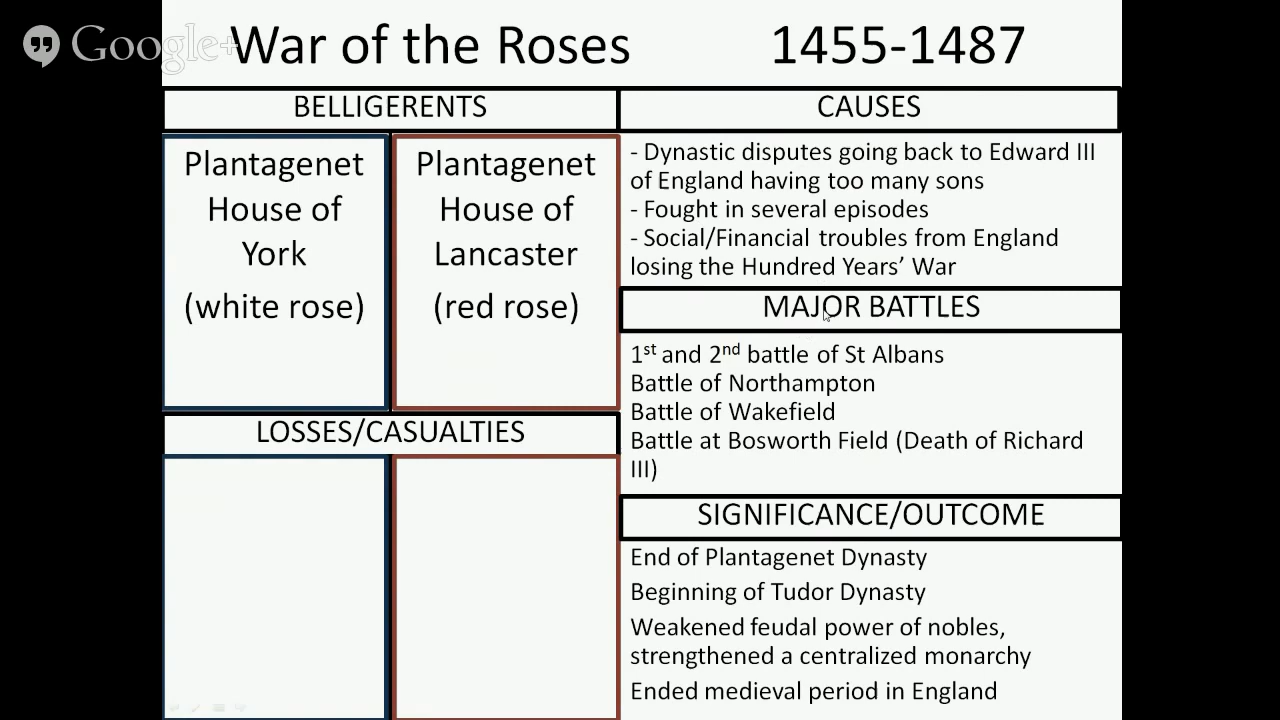 Google+
War of the Roses 1455-1487
BELLIGERENTS
Plantagenet
House of
York
(white rose)
Plantagenet
House of
Lancaster
(red rose)
LOSSES/CASUALTIES
CAUSES
- Dynastic disputes going back to Edward III
of England having too many sons
- Fought in several episodes
- Social/Financial troubles from England
losing the Hundred Years’ War
MAJOR BATTLES
1st and 2nd battle of St Albans
Battle of Northampton
Battle of Wakefield
Battle at Bosworth Field (Death of Richard
III)
SIGNIFICANCE/OUTCOME
End of Plantagenet Dynasty
Beginning of Tudor Dynasty
Weakened feudal power of nobles,
strengthened a centralized monarchy
Ended medieval period in England